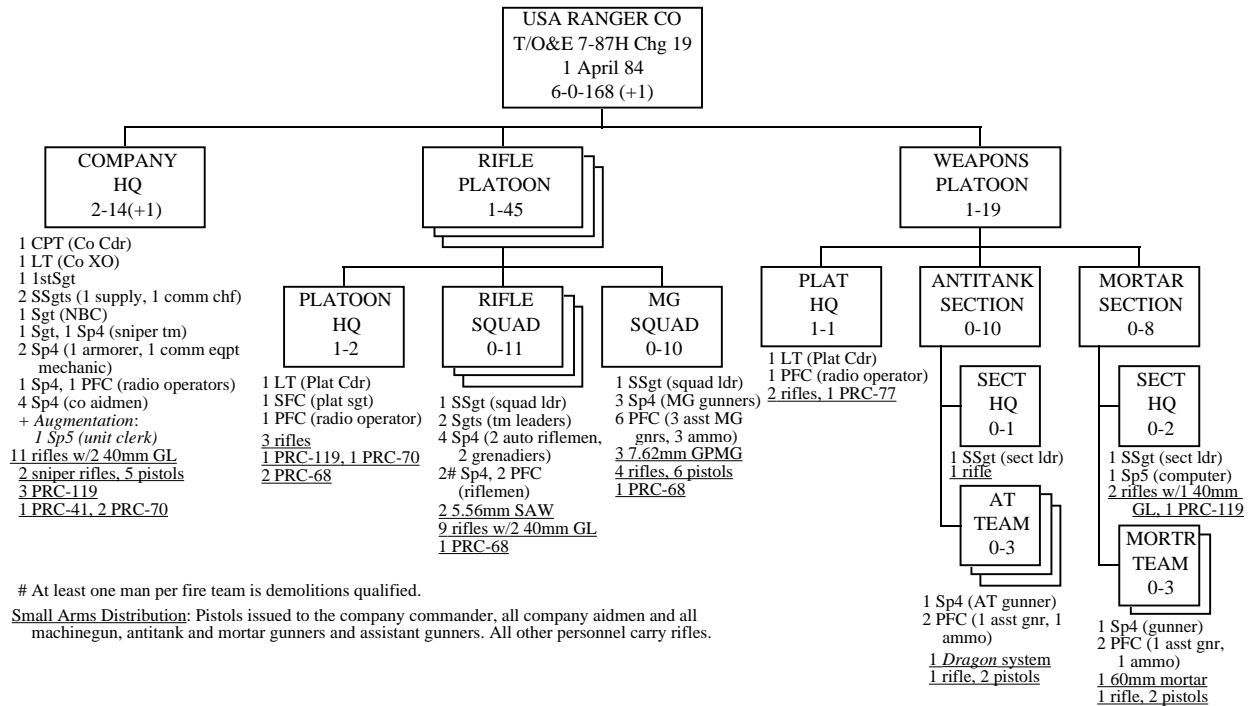 USA RANGER CO
T/O&E 7-87H Chg 19
1 April 84
6-0-168 (+1)
COMPANY
HQ
2-14(+1)
1 CPT (Co Cdr)
1 LT (Co XO)
1 1stSgt
2 SSgts (1 supply, 1 comm chf)
1 Sgt (NBC)
1 Sgt, 1 Sp4 (sniper tm)
2 Sp4 (1 armorer, 1 comm eqpt
mechanic)
1 Sp4, 1 PFC (radio operators)
4 Sp4 (co aidmen)
+ Augmentation:
1 Sp5 (unit clerk)
11 rifles w/2 40mm GL
2 sniper rifles, 5 pistols
3 PRC-119
1 PRC-41, 2 PRC-70
RIFLE
PLATOON
1-45
PLATOON
HQ
1-2
1 LT (Plat Cdr)
1 SFC (plat sgt)
1 PFC (radio operator)
3 rifles
1 PRC-119, 1 PRC-70
2 PRC-68
RIFLE
SQUAD
0-11
1 SSgt (squad ldr)
2 Sgts (tm leaders)
4 Sp4 (2 auto riflemen,
2 grenadiers)
2# Sp4, 2 PFC
(riflemen)
2 5.56mm SAW
9 rifles w/2 40mm GL
1 PRC-68
MG
SQUAD
0-10
1 SSgt (squad ldr)
3 Sp4 (MG gunners)
6 PFC (3 asst MG
gnrs, 3 ammo)
3 7.62mm GPMG
4 rifles, 6 pistols
1 PRC-68
WEAPONS
PLATOON
1-19
PLAT
HQ
1-1
1 LT (Plat Cdr)
1 PFC (radio operator)
2 rifles, 1 PRC-77
ANTITANK
SECTION
0-10
SECT
HQ
0-1
1 SSgt (sect ldr)
1 rifle
AT
TEAM
0-3
1 Sp4 (AT gunner)
2 PFC (1 asst gnr, 1
ammo)
1 Dragon system
1 rifle, 2 pistols
MORTAR
SECTION
0-8
SECT
HQ
0-2
1 SSgt (sect ldr)
1 Sp5 (computer)
2 rifles w/1 40mm
GL, 1 PRC-119
MORTR
TEAM
0-3
1 Sp4 (gunner)
2 PFC (1 asst gnr,
1 ammo)
1 60mm mortar
1 rifle, 2 pistols
# At least one man per fire team is demolitions qualified.
Small Arms Distribution: Pistols issued to the company commander, all company aidmen and all
machinegun, antitank and mortar gunners and assistant gunners. All other personnel carry rifles.